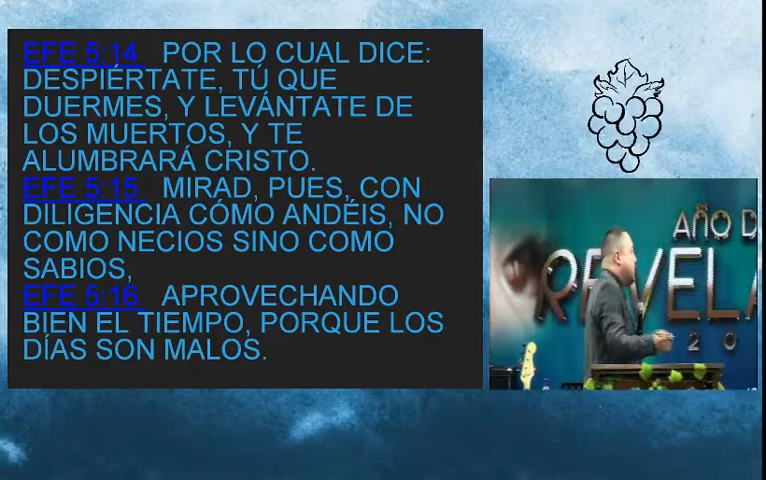 EFE 5:14 POR LO CUAL DICE:
DESPIÉRTATE, TÚ QUE
DUERMES, Y LEVÁNTATE DE
LOS MUERTOS, Y TE
ALUMBRARÁ CRISTO.
EFE 5:15 MIRAD, PUES, CON
DILIGENCIA CÓMO ANDÉIS, NO
COMO NECIOS SINO COMO
SABIOS,
EFE 5:16 APROVECHANDO
BIEN EL TIEMPO, PORQUE LOS
DÍAS SON MALOS.
AÑO D
REVELA
20